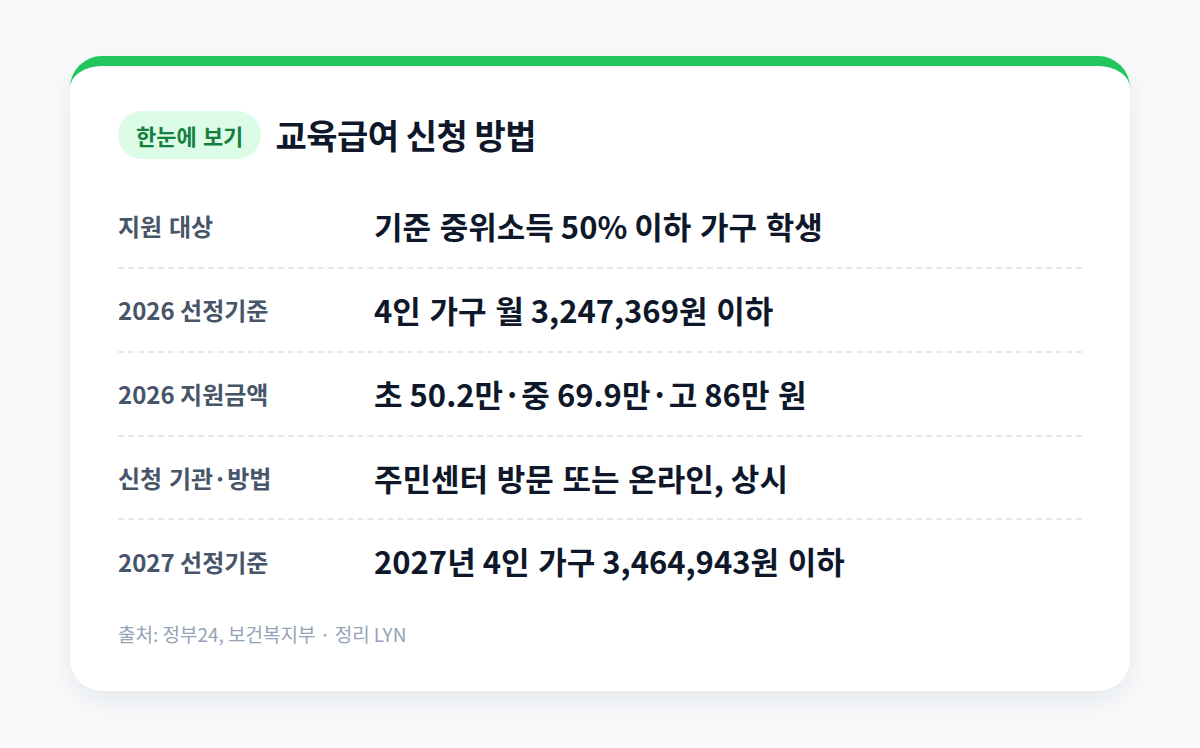 한눈에 보기 교육급여 신청 방법
지원 대상 기준 중위소득 50% 이하 가구 학생
2026 선정기준 4인 가구 월 3,247,369원 이하
2026 지원금액 초 50.2만·중 69.9만·고 86만 원
신청 기관·방법 주민센터 방문 또는 온라인, 상시
2027 선정기준 2027년 4인 가구 3,464,943원 이하
출처: 정부24, 보건복지부 · 정리 LYN